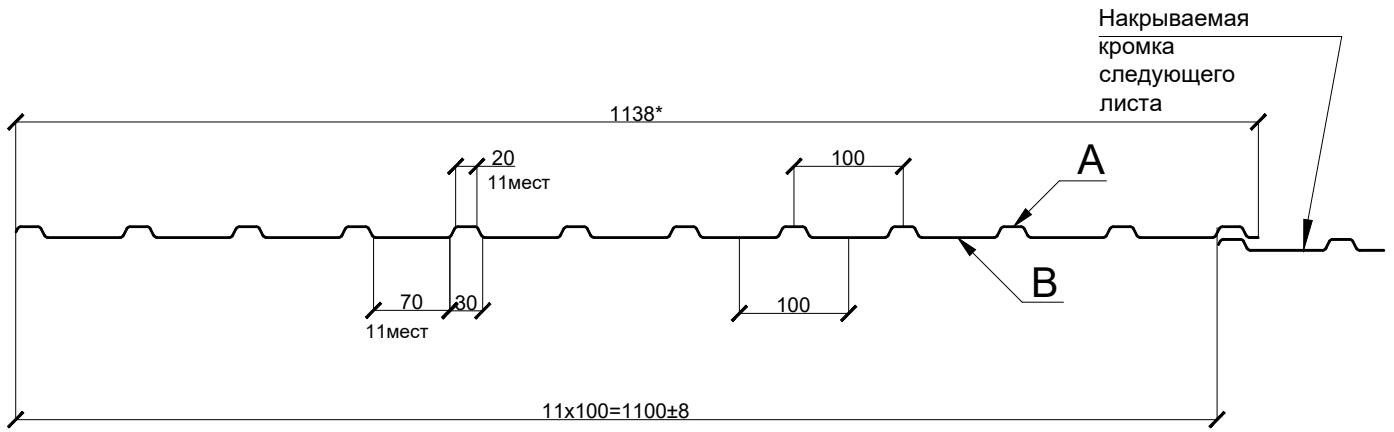 Накрываемая
кромка
следующего
листа
1138*
20
11мест
100
A
70
30
11мест
100
B
11x100=1100±8